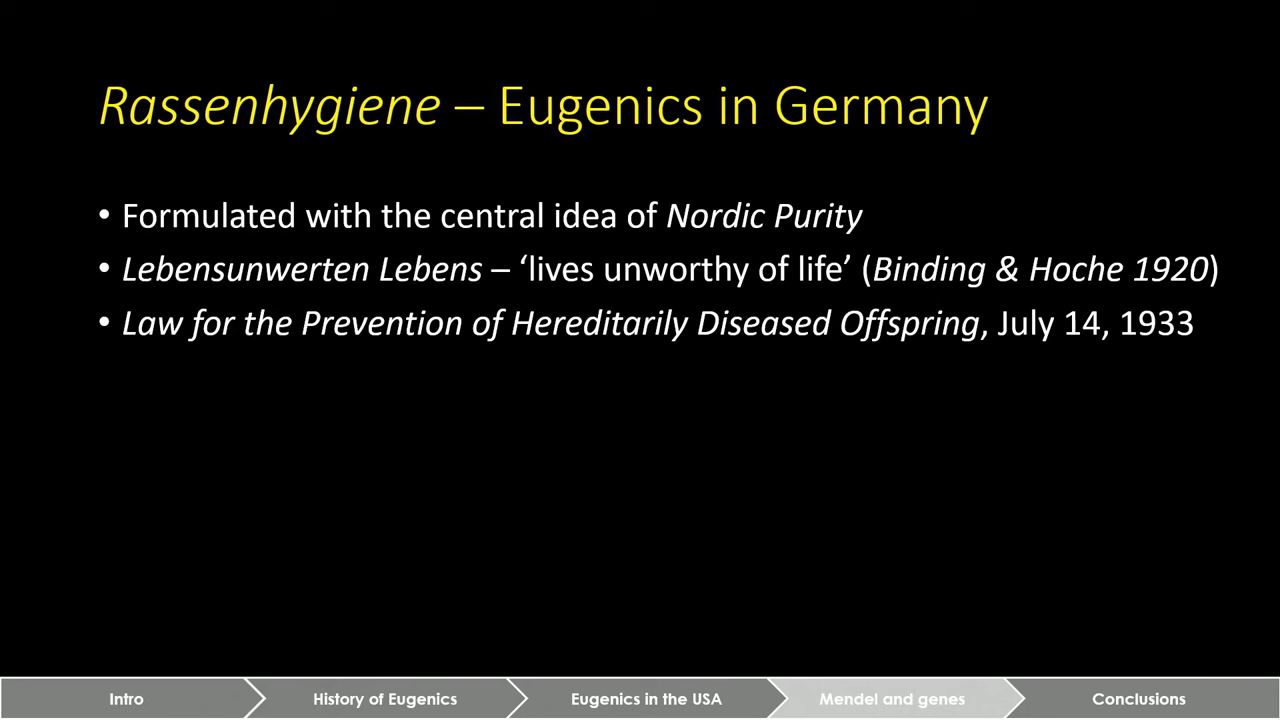 Rassenhygiene – Eugenics in Germany
• Formulated with the central idea of Nordic Purity
• Lebensunwerten Lebens – ‘lives unworthy of life’ (Binding & Hoche 1920)
• Law for the Prevention of Hereditarily Diseased Offspring, July 14, 1933
Intro History of Eugenics Eugenics in the USA Mendel and genes Conclusions